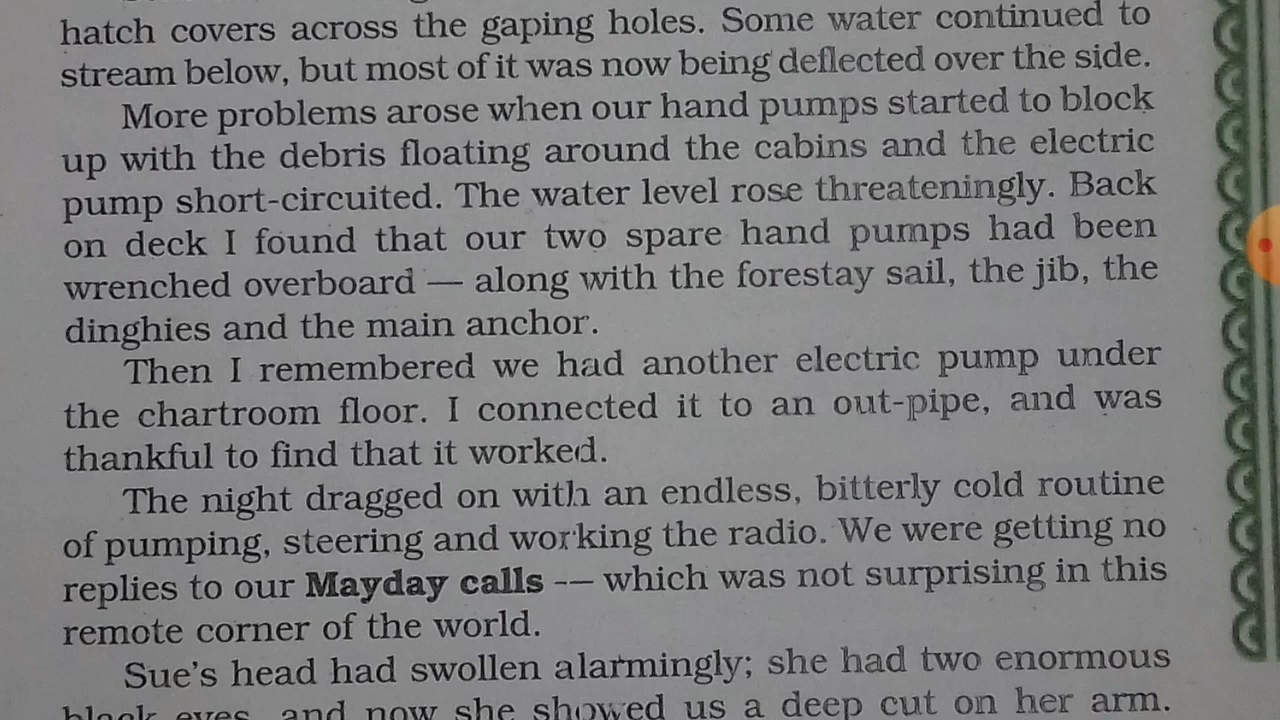 hatch covers across the gaping holes. Some water continued to
stream below, but most of it was now being deflected over the side.
More problems arose when our hand pumps started to block
up with the debris floating around the cabins and the electric
pump short-circuited. The water level rose threateningly. Back
on deck I found that our two spare hand pumps had been
wrenched overboard — along with the forestay sail, the jib, the
dinghies and the main anchor.
Then I remembered we had another electric pump under
the chartroom floor. I connected it to an out-pipe, and was
thankful to find that it worked.
The night dragged on with an endless, bitterly cold routine
of pumping, steering and working the radio. We were getting no
replies to our Mayday calls — which was not surprising in this
remote corner of the world.
Sue's head had swollen alarmingly; she had two enormous
black eyes, and now she showed us a deep cut on her arm.